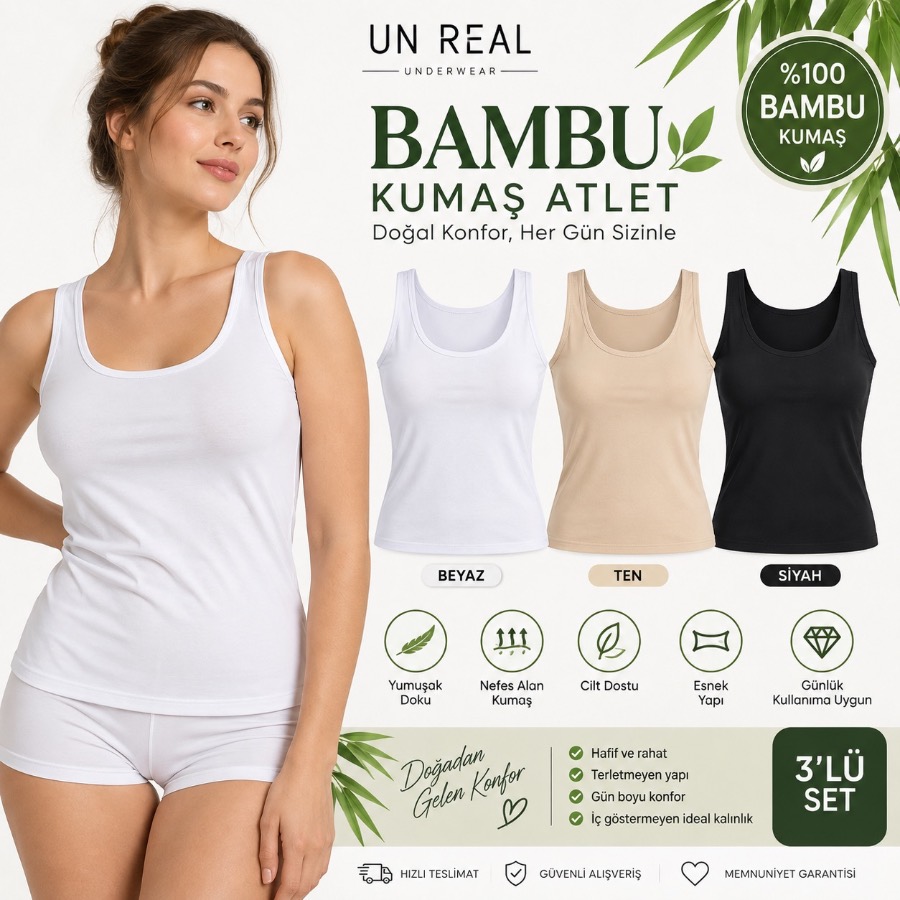 UN REAL
UNDERWEAR
BAMBU
KUMAŞ ATLET
Doğal Konfor, Her Gün Sizinle
%100
BAMBU
KUMAŞ
BEYAZ
TEN
SİYAH
Yumuşak
Doku
Nefes Alan
Kumaş
Cilt Dostu
Esnek
Yapı
Günlük
Kullanıma Uygun
Doğadan
Gelen Konfor
Hafif ve rahat
Terletmeyen yapı
Gün boyu konfor
İç göstermeyen ideal kalınlık
3'LÜ
SET
HIZLI TESLİMAT
GÜVENLİ ALIŞVERİŞ
MEMNUNİYET GARANTİSİ